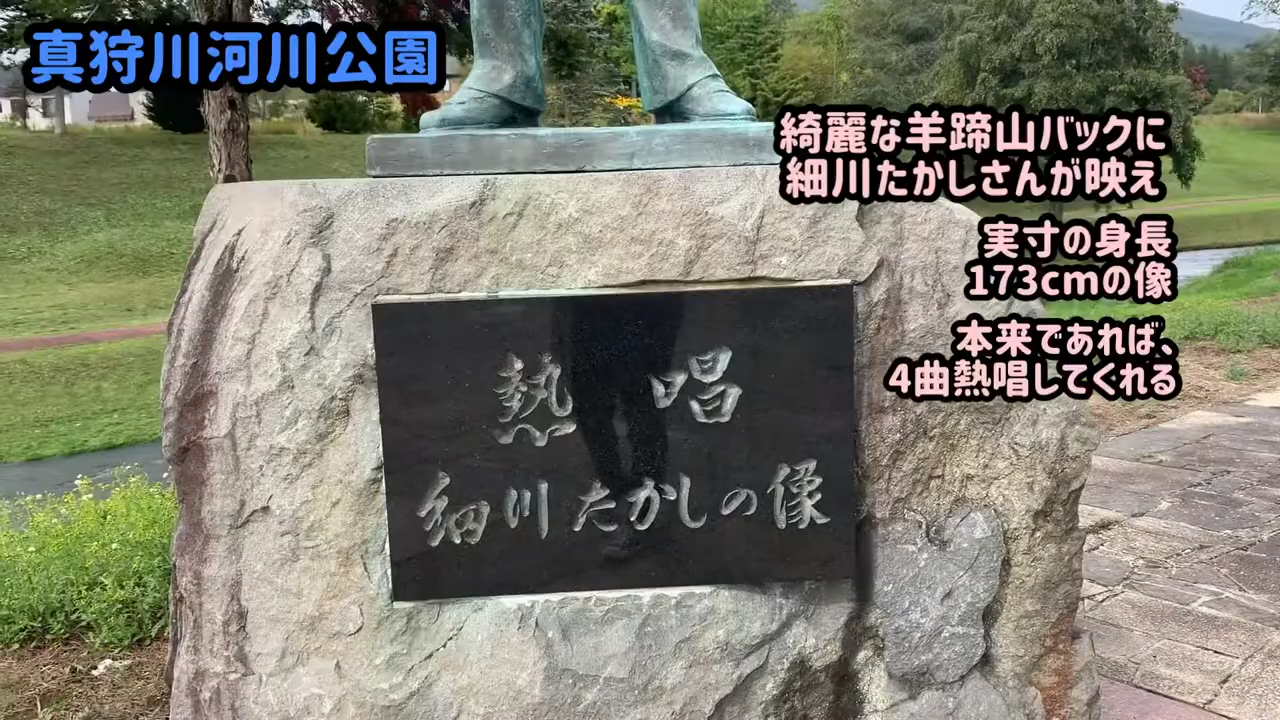 真狩川河川公園
綺麗な羊蹄山バックに
細川たかしさんが映え
実寸の身長
173cmの像
本来であれば、
4曲熱唱してくれる
熱唱
細川たかしの像